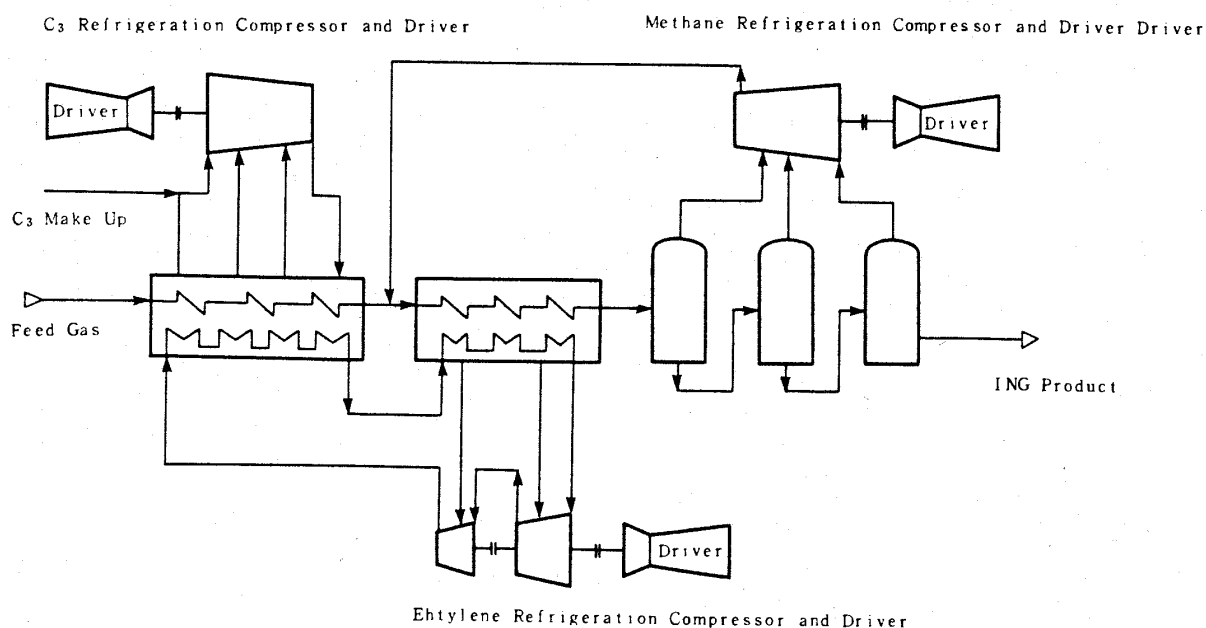 C₃ Refrigeration Compressor and Driver
Methane Refrigeration Compressor and Driver Driver
Driver
Driver
C₃ Make Up
Feed Gas
ING Product
Driver
Ehtylene Refrigeration Compressor and Driver